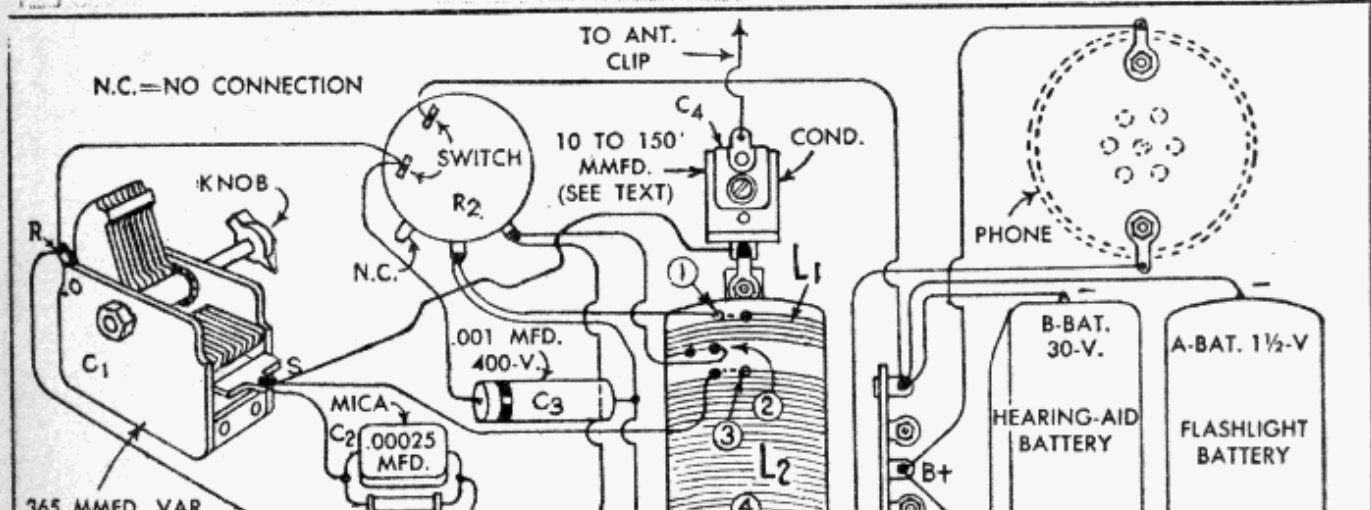 TO ANT.
CLIP
N.C.=NO CONNECTION
C4
10 TO 150
MMFD.
(SEE TEXT)
COND.
SWITCH
KNOB
R2
R
N.C.
PHONE
1
L1
B-BAT.
30-V.
A-BAT. 1½-V
.001 MFD.
400-V.
C1
S
C3
2
MICA
C2
.00025
MFD.
3
HEARING-AID
BATTERY
FLASHLIGHT
BATTERY
L2
B+
4
365 MMFD. VAR